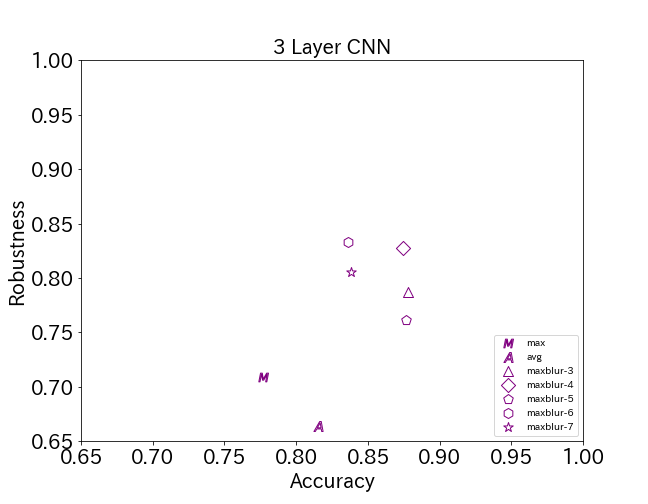 3 Layer CNN
1.00
0.95
0.90
0.85
0.80
0.75
0.70
0.65
Robustness
M
A
M max
A avg
maxblur-3
maxblur-4
maxblur-5
maxblur-6
maxblur-7
0.65 0.70 0.75 0.80 0.85 0.90 0.95 1.00
Accuracy